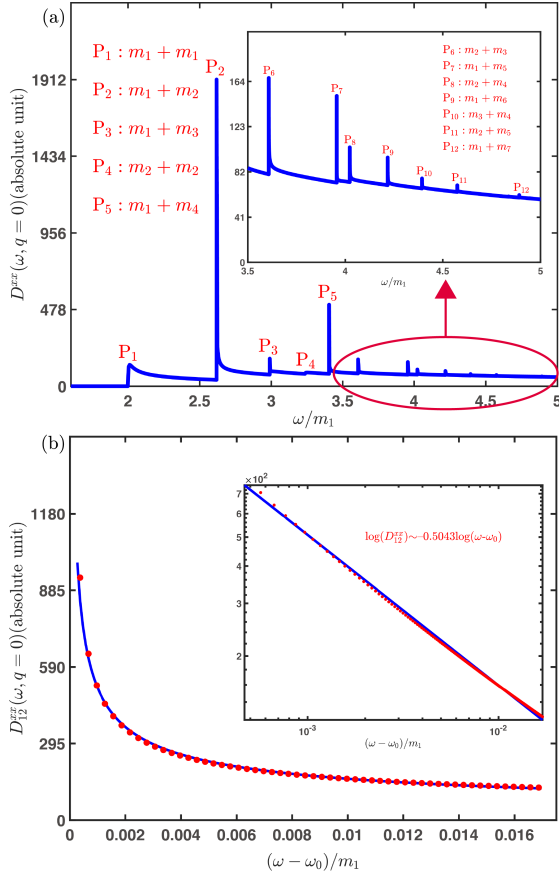 (a)
D^{xx}(ω, q = 0)(absolute unit)
1912
1434
956
478
0
P₁ : m₁ + m₁
P₂ : m₁ + m₂
P₃ : m₁ + m₃
P₄ : m₂ + m₂
P₅ : m₁ + m₄
P₁
P₂
P₃
P₄
P₅
164
123
82
41
0
P₆
P₇
P₈
P₉
P₁₀
P₁₁
P₁₂
P₆ : m₂ + m₃
P₇ : m₁ + m₅
P₈ : m₂ + m₄
P₉ : m₁ + m₆
P₁₀ : m₃ + m₄
P₁₁ : m₂ + m₅
P₁₂ : m₁ + m₇
3.5 4 4.5 5
ω/m₁
2 2.5 3 3.5 4 4.5 5
ω/m₁
(b)
D^{xx}_{12}(ω, q = 0)(absolute unit)
1180
885
590
295
0
×10²
7
6
5
4
3
2
log(D^{xx}_{12})~-0.5043log(ω-ω₀)
10⁻³ 10⁻²
(ω − ω₀)/m₁
0 0.002 0.004 0.006 0.008 0.01 0.012 0.014 0.016
(ω − ω₀)/m₁